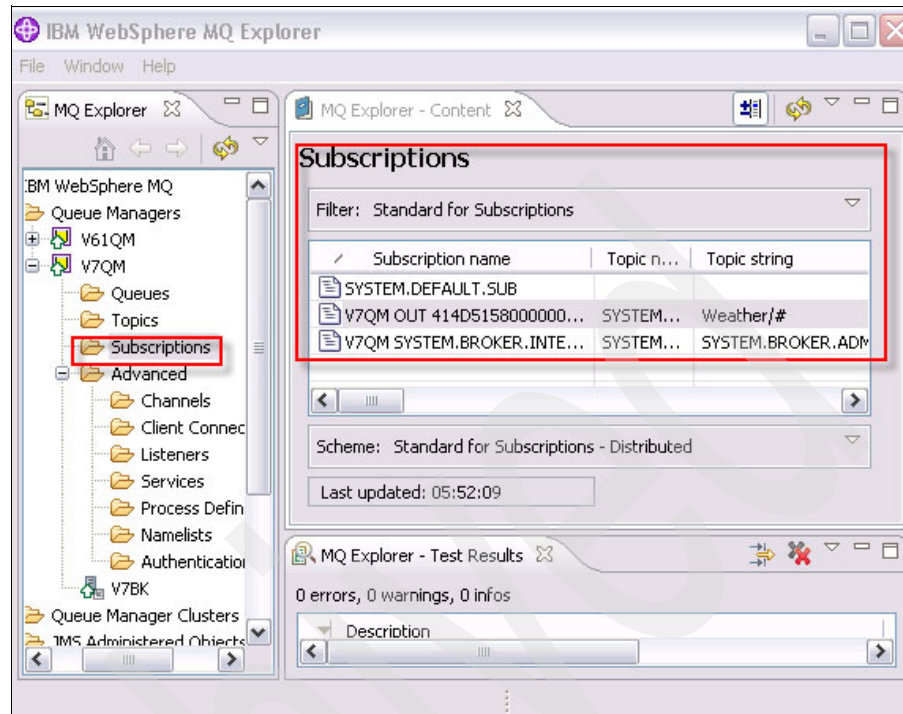 IBM WebSphere MQ Explorer
File Window Help
MQ Explorer
IBM WebSphere MQ
Queue Managers
V61QM
V7QM
Queues
Topics
Subscriptions
Advanced
Channels
Client Connec
Listeners
Services
Process Defin
Namelists
Authentication
V7BK
Queue Manager Clusters
JMS Administered Objects
MQ Explorer - Content
Subscriptions
Filter: Standard for Subscriptions
Subscription name Topic n... Topic string
SYSTEM.DEFAULT.SUB
V7QM OUT 414D5158000000... SYSTEM... Weather/#
V7QM SYSTEM.BROKER.INTE... SYSTEM... SYSTEM.BROKER.ADM
Scheme: Standard for Subscriptions - Distributed
Last updated: 05:52:09
MQ Explorer - Test Results
0 errors, 0 warnings, 0 infos
Description